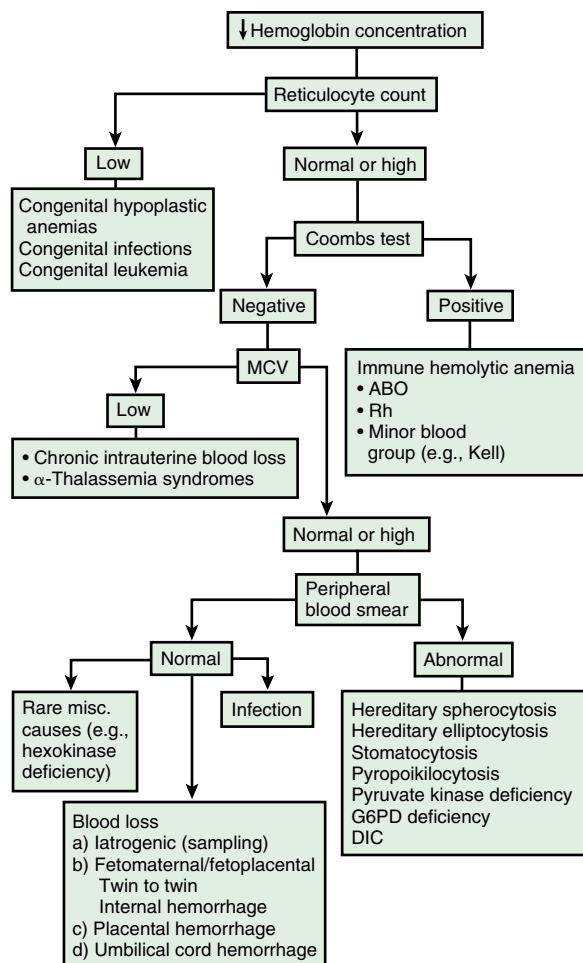 ↓Hemoglobin concentration
Reticulocyte count
Low
Normal or high
Congenital hypoplastic
anemias
Congenital infections
Congenital leukemia
Coombs test
Negative
Positive
MCV
Immune hemolytic anemia
• ABO
• Rh
• Minor blood
group (e.g., Kell)
Low
• Chronic intrauterine blood loss
• α-Thalassemia syndromes
Normal or high
Peripheral
blood smear
Normal
Abnormal
Rare misc.
causes (e.g.,
hexokinase
deficiency)
Infection
Hereditary spherocytosis
Hereditary elliptocytosis
Stomatocytosis
Pyropoikilocytosis
Pyruvate kinase deficiency
G6PD deficiency
DIC
Blood loss
a) Iatrogenic (sampling)
b) Fetomaternal/fetoplacental
Twin to twin
Internal hemorrhage
c) Placental hemorrhage
d) Umbilical cord hemorrhage